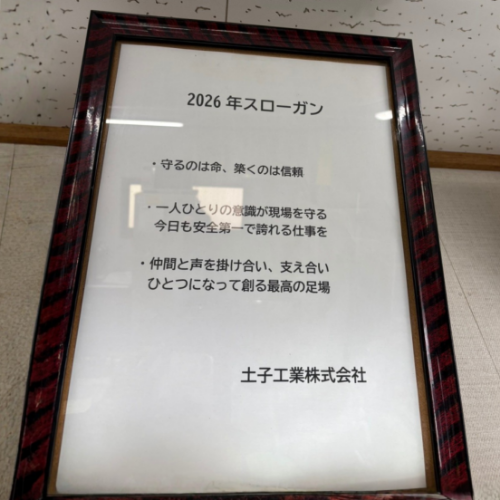 2026年スローガン
・守るのは命、築くのは信頼
・一人ひとりの意識が現場を守る
今日も安全第一で誇れる仕事を
・仲間と声を掛け合い、支え合い
ひとつになって創る最高の足場
土子工業株式会社